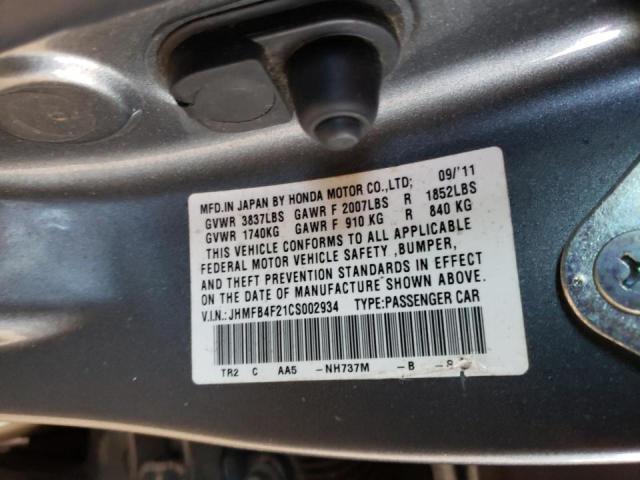 MFD.IN JAPAN BY HONDA MOTOR CO.,LTD; 09/'11
GVWR 3837LBS GAWR F 2007LBS R 1852LBS
GVWR 1740KG GAWR F 910 KG R 840 KG
THIS VEHICLE CONFORMS TO ALL APPLICABLE
FEDERAL MOTOR VEHICLE SAFETY ,BUMPER,
AND THEFT PREVENTION STANDARDS IN EFFECT
ON THE DATE OF MANUFACTURE SHOWN ABOVE.
V.I.N.:JHMFB4F21CS002934 TYPE:PASSENGER CAR
TR2 C AA5 -NH737M -B -B